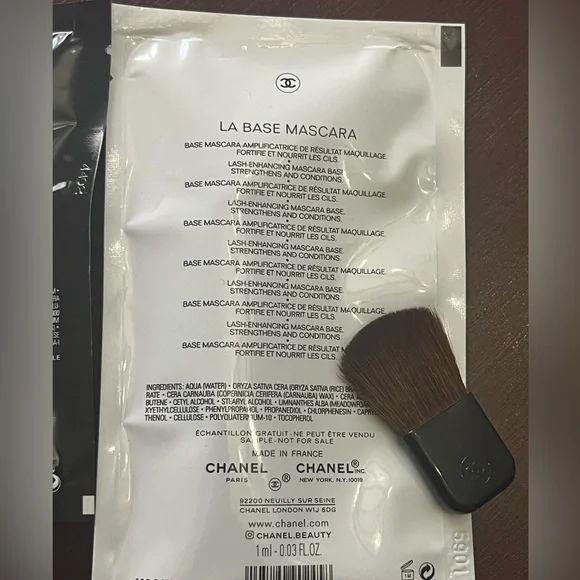 LA BASE MASCARA
BASE MASCARA AMPLIFICATRICE DE RÉSULTAT MAQUILLAGE.
FORTIFIE ET NOURRIT LES CILS.
LASH-ENHANCING MASCARA BASE.
STRENGTHENS AND CONDITIONS.
BASE MASCARA AMPLIFICATRICE DE RÉSULTAT MAQUILLAGE.
FORTIFIE ET NOURRIT LES CILS.
LASH-ENHANCING MASCARA BASE.
STRENGTHENS AND CONDITIONS.
BASE MASCARA AMPLIFICATRICE DE RÉSULTAT MAQUILLAGE.
FORTIFIE ET NOURRIT LES CILS.
LASH-ENHANCING MASCARA BASE.
STRENGTHENS AND CONDITIONS.
BASE MASCARA AMPLIFICATRICE DE RÉSULTAT MAQUILLAGE.
FORTIFIE ET NOURRIT LES CILS.
LASH-ENHANCING MASCARA BASE.
STRENGTHENS AND CONDITIONS.
BASE MASCARA AMPLIFICATRICE DE RÉSULTAT
FORTIFIE ET NOURRIT LES CILS.
LASH-ENHANCING MASCARA BASE.
STRENGTHENS AND CONDITIONS.
BASE MASCARA AMPLIFICATRICE DE RÉSULTAT
FORTIFIE ET NOURRIT LES CILS.
INGREDIENTS: AQUA (WATER) • ORYZA SATIVA CERA (ORYZA SATIVA (RICE)
RATE • CERA CARNAUBA (COPERNICIA CERIFERA (CARNAUBA) WAX) • CERA
BUTENE • CETYL ALCOHOL • STEARYL ALCOHOL • LIMNANTHES ALBA
XYETHYLCELLULOSE • PHENYLPROPANOL • PROPANEDIOL • CHLORPHENESIN •
THENOL • CELLULOSE • POLYQUATERNIUM-10 • TOCOPHEROL
ÉCHANTILLON GRATUIT - NE PEUT ÊTRE VENDU
SAMPLE - NOT FOR SALE
MADE IN FRANCE
CHANEL CHANEL® INC.
PARIS NEW YORK, N.Y. 10019
92200 NEUILLY SUR SEINE
CHANEL LONDON W1J 6DG
www.chanel.com
CHANEL.BEAUTY
1 ml - 0.03 FL.OZ.
5901